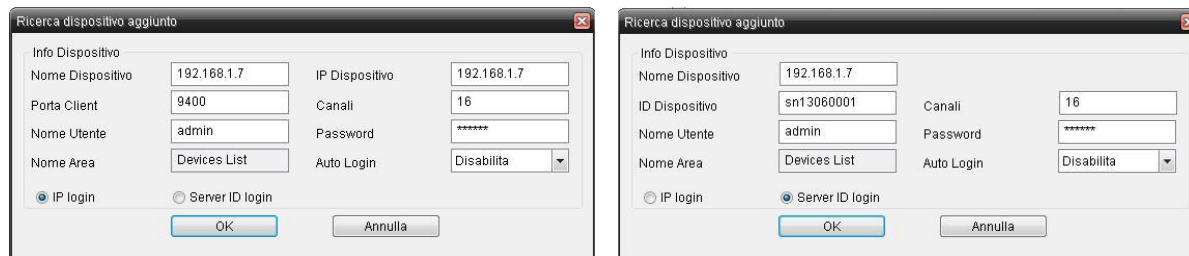 Ricerca dispositivo aggiunto
Info Dispositivo
Nome Dispositivo 192.168.1.7 IP Dispositivo 192.168.1.7
Porta Client 9400 Canali 16
Nome Utente admin Password ******
Nome Area Devices List Auto Login Disabilita
IP login Server ID login
OK Annulla
Ricerca dispositivo aggiunto
Info Dispositivo
Nome Dispositivo 192.168.1.7
ID Dispositivo sn13060001 Canali 16
Nome Utente admin Password ******
Nome Area Devices List Auto Login Disabilita
IP login Server ID login
OK Annulla